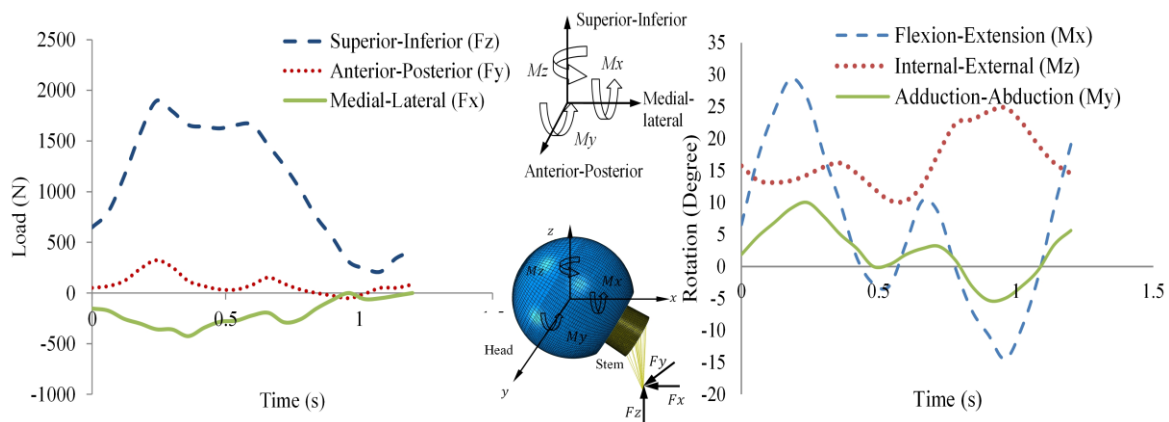 2500
2000
1500
1000
500
0
-500
-1000
Load (N)
0
0.5
1
Time (s)
Superior-Inferior (Fz)
Anterior-Posterior (Fy)
Medial-Lateral (Fx)
Superior-Inferior
Mz
Mx
Medial-
lateral
My
Anterior-Posterior
z
Mz
Mx
x
My
Head
Stem
y
Fy
Fx
Fz
35
30
25
20
15
10
5
0
-5
-10
-15
-20
Rotation (Degree)
0
0.5
1
1.5
Time (s)
Flexion-Extension (Mx)
Internal-External (Mz)
Adduction-Abduction (My)